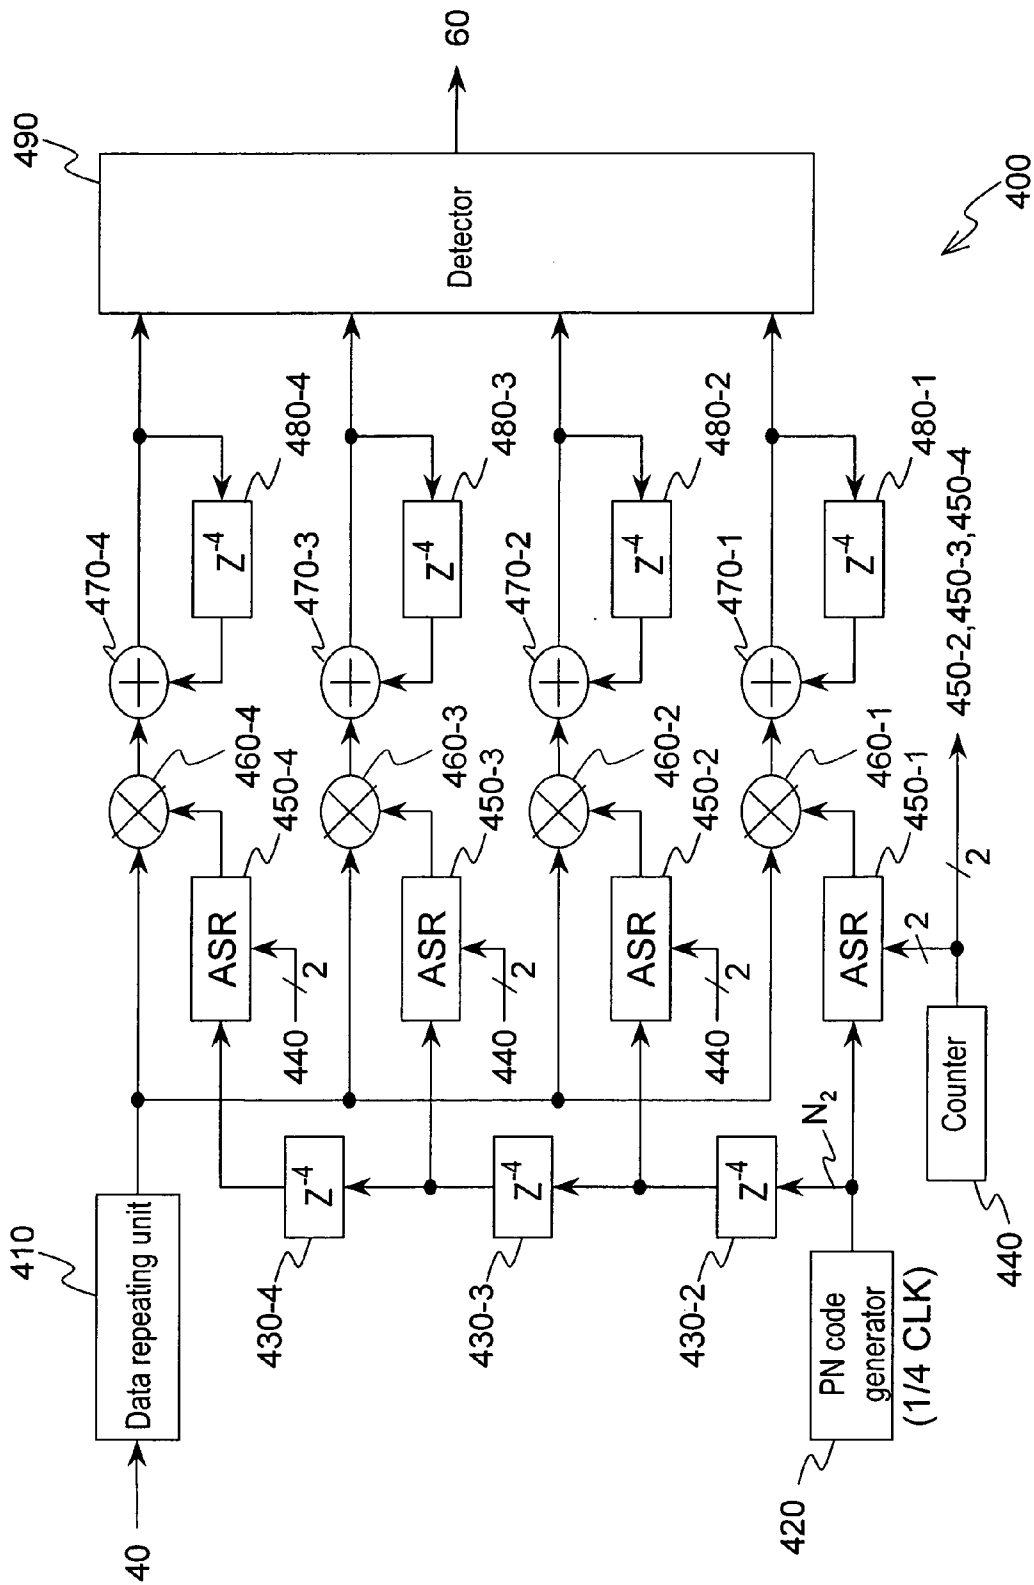 40
410
Data repeating unit
420
PN code
generator
(1/4 CLK)
N2
430-2
Z-4
430-3
Z-4
430-4
Z-4
440
Counter
2
2
450-2,450-3,450-4
ASR
450-4
440
2
ASR
450-3
440
2
ASR
450-2
440
2
ASR
450-1
460-4
460-3
460-2
460-1
470-4
470-3
470-2
470-1
Z-4
480-4
Z-4
480-3
Z-4
480-2
Z-4
480-1
490
Detector
60
400